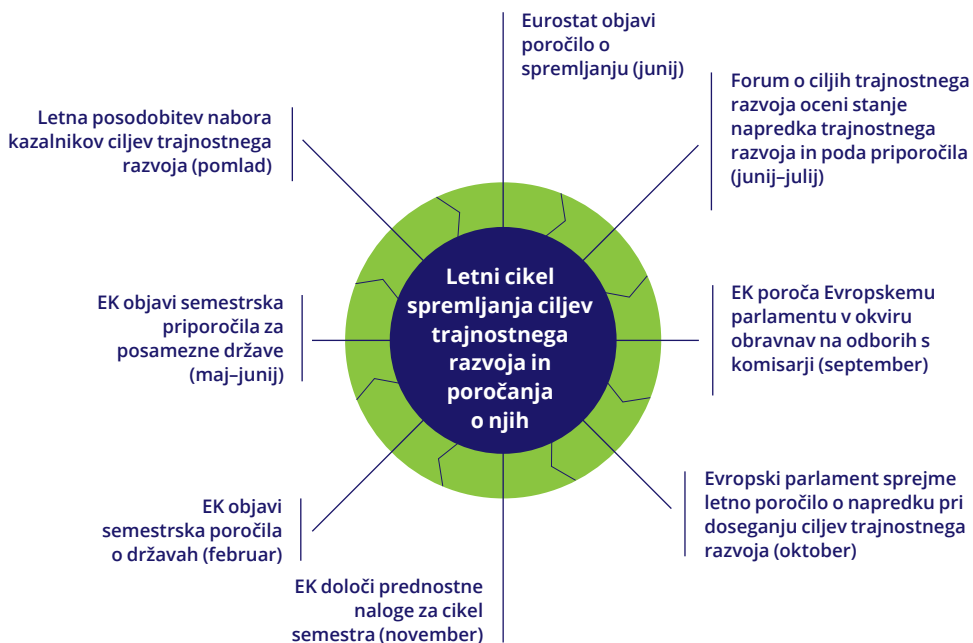 Eurostat objavi
poročilo o
spremljanju (junij)
Forum o ciljih trajnostnega
razvoja oceni stanje
napredka trajnostnega
razvoja in poda priporočila
(junij–julij)
EK poroča Evropskemu
parlamentu v okviru
obravnav na odborih s
komisarji (september)
Evropski parlament sprejme
letno poročilo o napredku pri
doseganju ciljev trajnostnega
razvoja (oktober)
EK določi prednostne
naloge za cikel
semestra (november)
EK objavi
semestrska poročila
o državah (februar)
EK objavi semestrska
priporočila za
posamezne države
(maj–junij)
Letna posodobitev nabora
kazalnikov ciljev trajnostnega
razvoja (pomlad)
Letni cikel
spremljanja ciljev
trajnostnega
razvoja in
poročanja
o njih